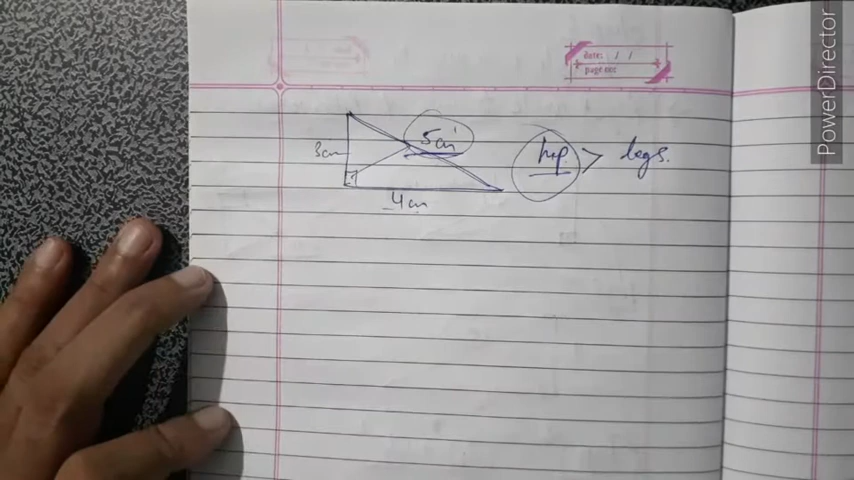 date: / /
page no:
3cm
5cm
hyp > legs.
4cm
PowerDirector